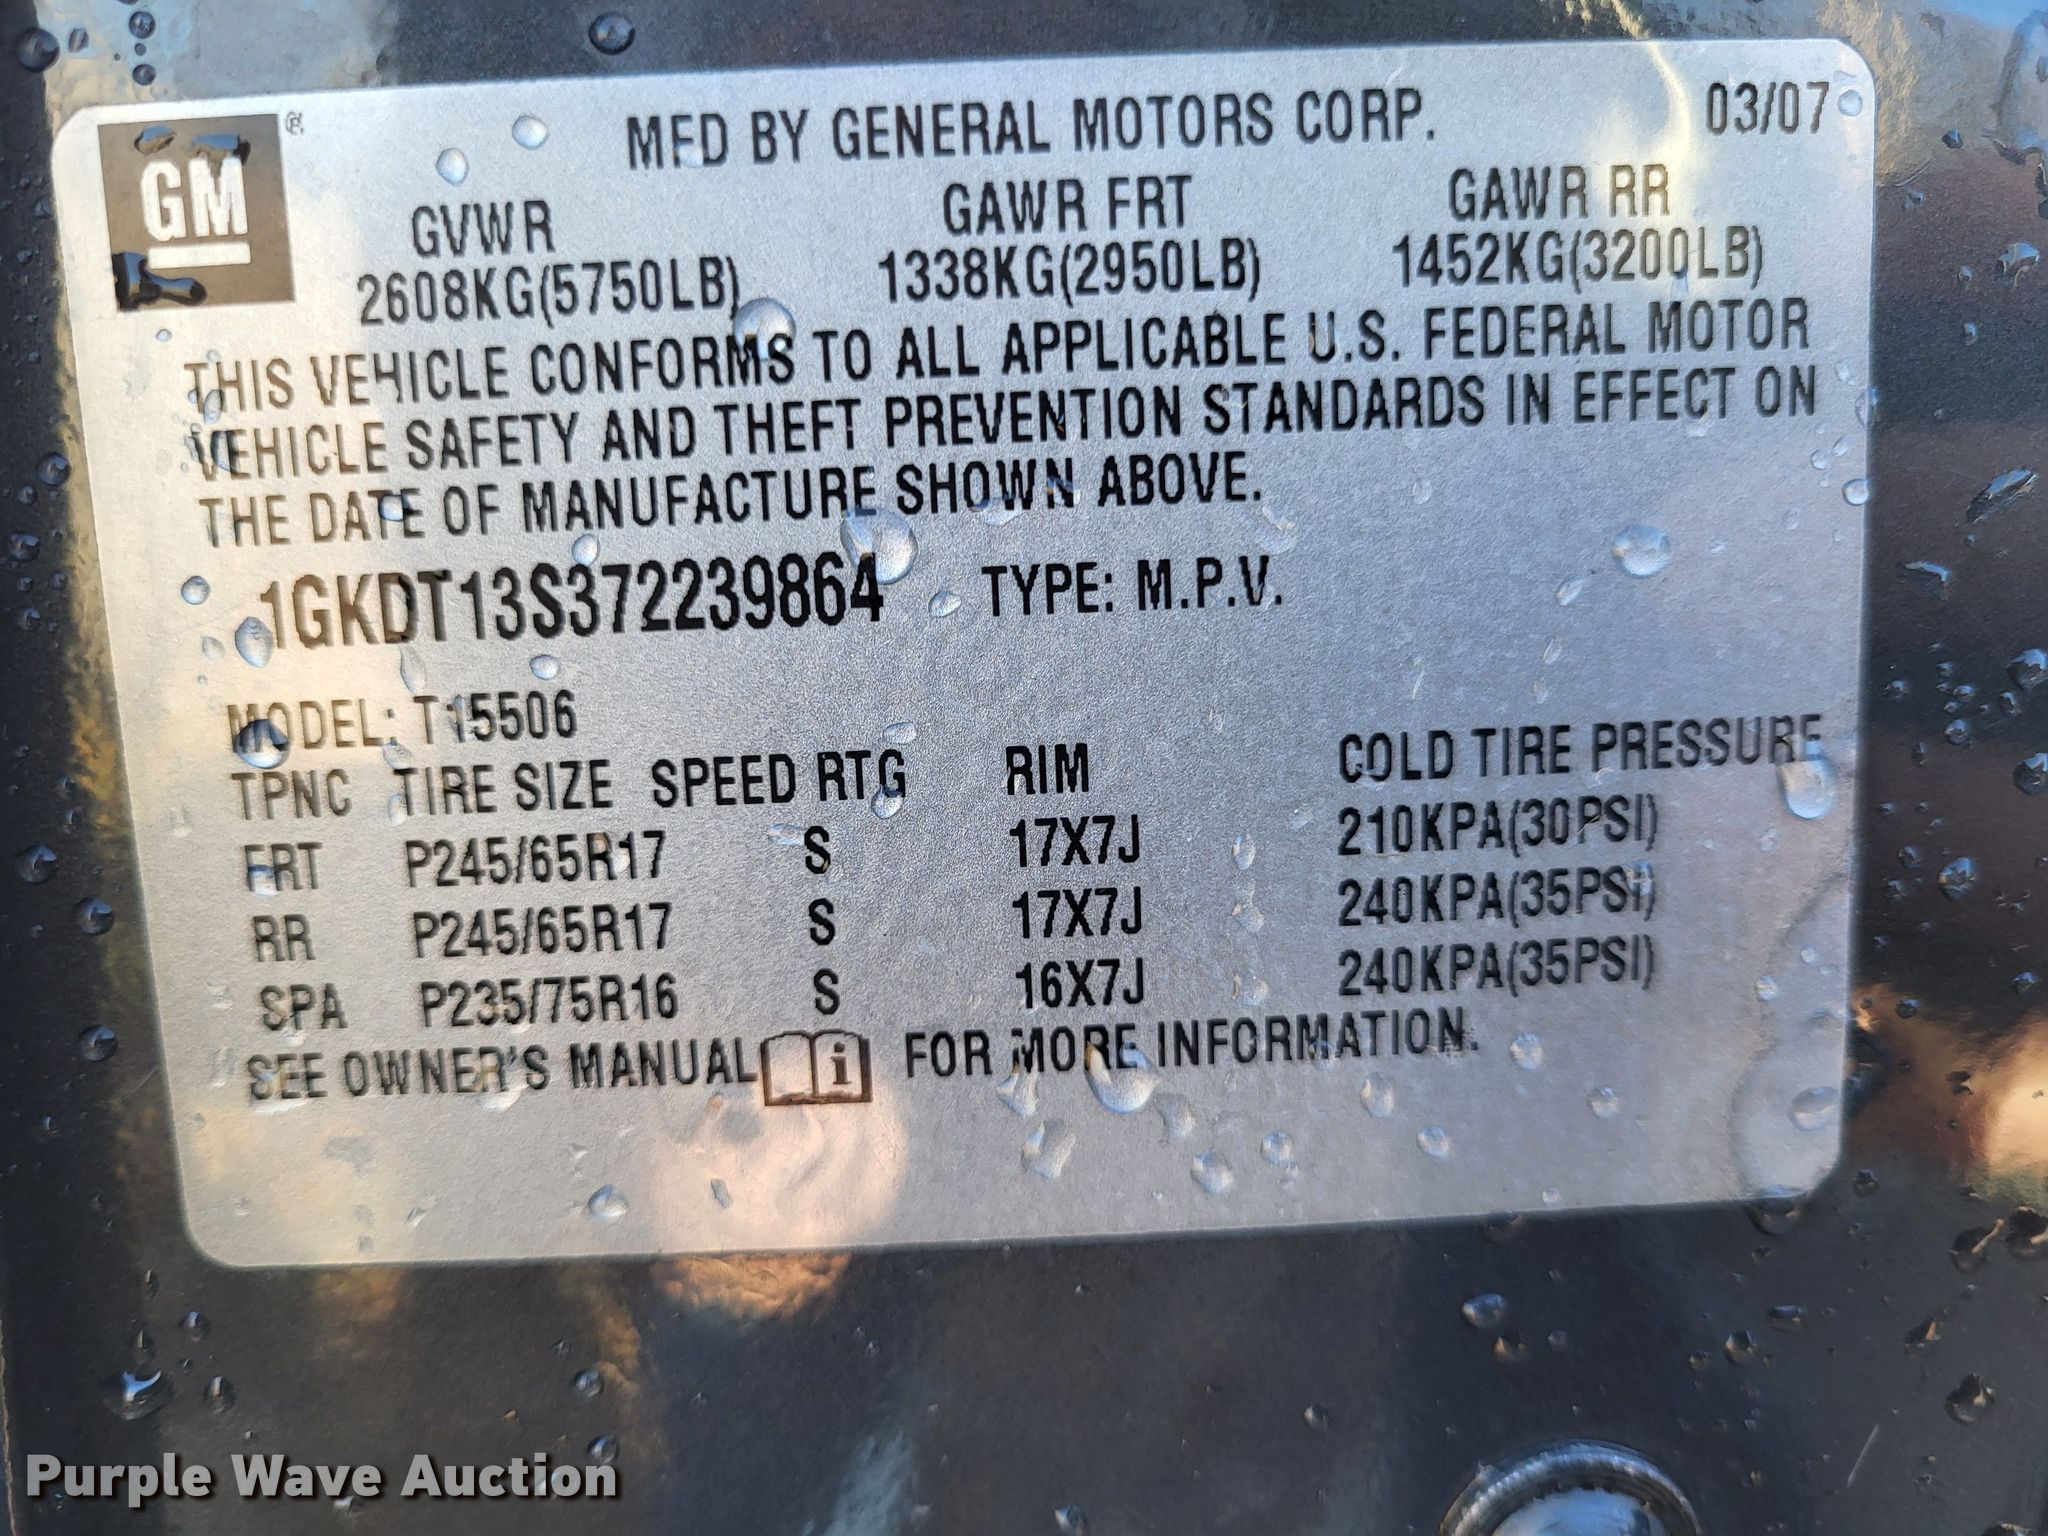 GM
MFD BY GENERAL MOTORS CORP. 03/07
GVWR GAWR FRT GAWR RR
2608KG(5750LB) 1338KG(2950LB) 1452KG(3200LB)
THIS VEHICLE CONFORMS TO ALL APPLICABLE U.S. FEDERAL MOTOR
VEHICLE SAFETY AND THEFT PREVENTION STANDARDS IN EFFECT ON
THE DATE OF MANUFACTURE SHOWN ABOVE.
1GKDT13S372239864 TYPE: M.P.V.
MODEL: T15506
TPNC TIRE SIZE SPEED RTG RIM COLD TIRE PRESSURE
FRT P245/65R17 S 17X7J 210KPA(30PSI)
RR P245/65R17 S 17X7J 240KPA(35PSI)
SPA P235/75R16 S 16X7J 240KPA(35PSI)
SEE OWNER'S MANUAL i FOR MORE INFORMATION.
Purple Wave Auction